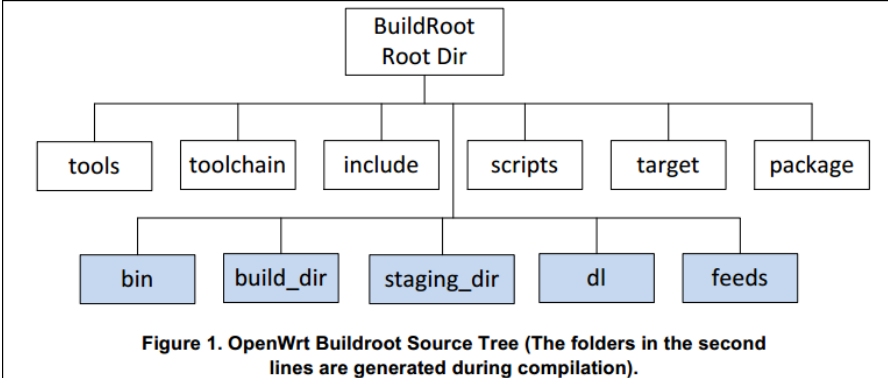 BuildRoot
Root Dir
tools
toolchain
include
scripts
target
package
bin
build_dir
staging_dir
dl
feeds
Figure 1. OpenWrt Buildroot Source Tree (The folders in the second
lines are generated during compilation).